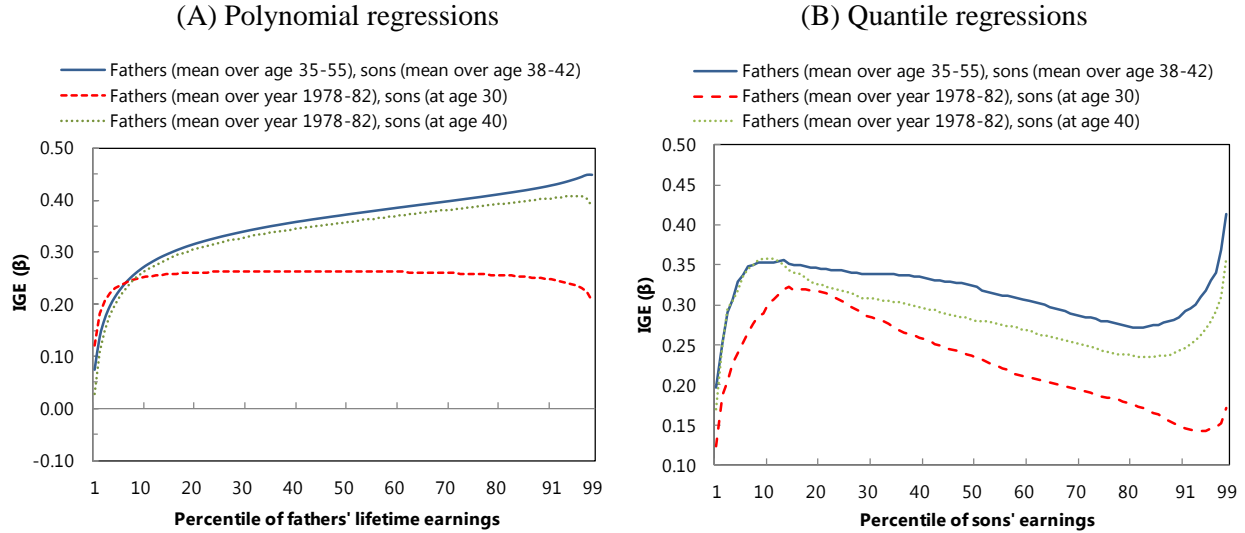 (A) Polynomial regressions
Fathers (mean over age 35-55), sons (mean over age 38-42)
Fathers (mean over year 1978-82), sons (at age 30)
Fathers (mean over year 1978-82), sons (at age 40)
0.50
0.40
0.30
0.20
0.10
0.00
-0.10
IGE (β)
1 10 20 30 40 50 60 70 80 91 99
Percentile of fathers' lifetime earnings
(B) Quantile regressions
Fathers (mean over age 35-55), sons (mean over age 38-42)
Fathers (mean over year 1978-82), sons (at age 30)
Fathers (mean over year 1978-82), sons (at age 40)
0.50
0.45
0.40
0.35
0.30
0.25
0.20
0.15
0.10
IGE (β)
1 10 20 30 40 50 60 70 80 91 99
Percentile of sons' earnings